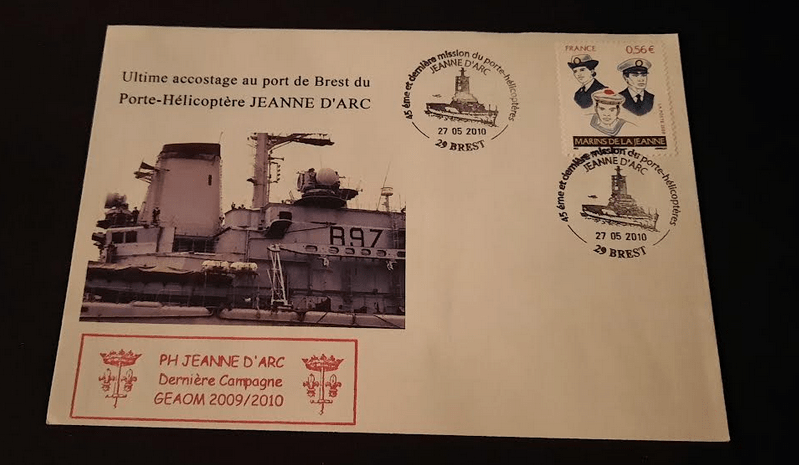 Ultime accostage au port de Brest du
Porte-Hélicoptère JEANNE D'ARC
45 ème et dernière mission du porte-hélicoptères
JEANNE D'ARC
27 05 2010
29 BREST
FRANCE 0,56 €
MARINS DE LA JEANNE
45 ème et dernière mission du porte-hélicoptères
JEANNE D'ARC
27 05 2010
29 BREST
R97
PH JEANNE D'ARC
Dernière Campagne
GEAOM 2009/2010